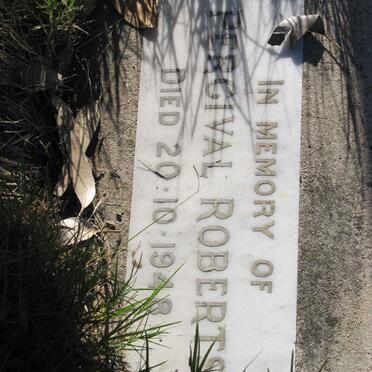 IN MEMORY OF
PERCIVAL ROBERTS
DIED 20·10·1948